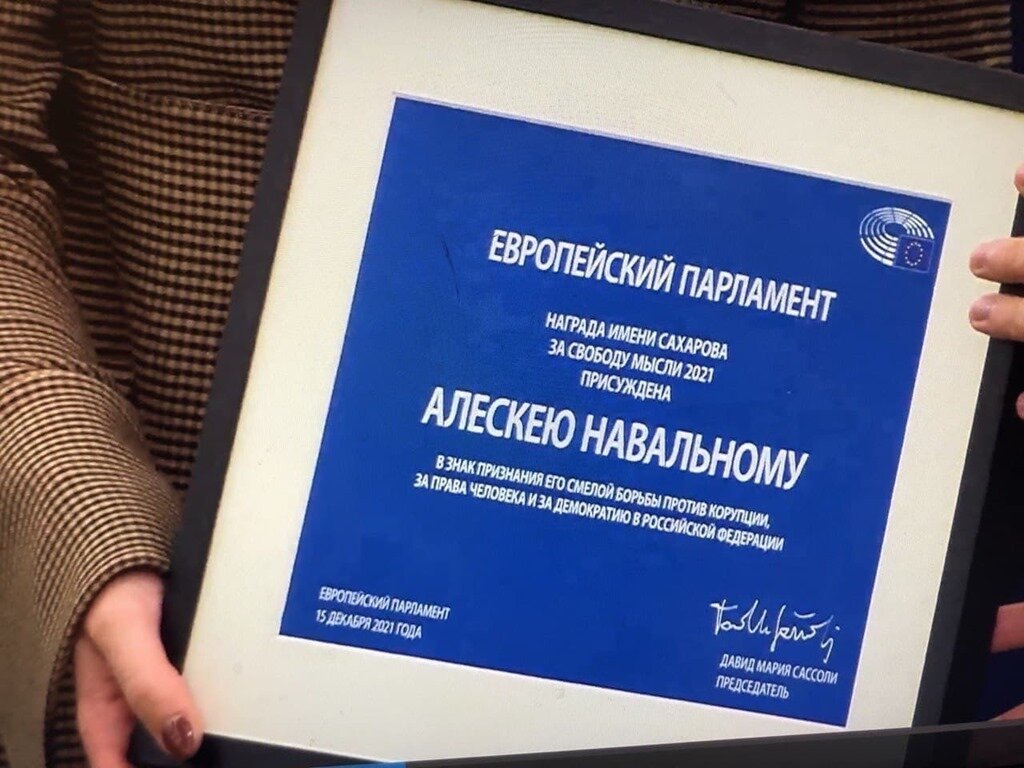 ЕВРОПЕЙСКИЙ ПАРЛАМЕНТ
НАГРАДА ИМЕНИ САХАРОВА
ЗА СВОБОДУ МЫСЛИ 2021
ПРИСУЖДЕНА
АЛЕСКЕЮ НАВАЛЬНОМУ
В ЗНАК ПРИЗНАНИЯ ЕГО СМЕЛОЙ БОРЬБЫ ПРОТИВ КОРУПЦИИ,
ЗА ПРАВА ЧЕЛОВЕКА И ЗА ДЕМОКРАТИЮ В РОССИЙСКОЙ ФЕДЕРАЦИИ
ЕВРОПЕЙСКИЙ ПАРЛАМЕНТ
15 ДЕКАБРЯ 2021 ГОДА
ДАВИД МАРИЯ САССОЛИ
ПРЕДСЕДАТЕЛЬ